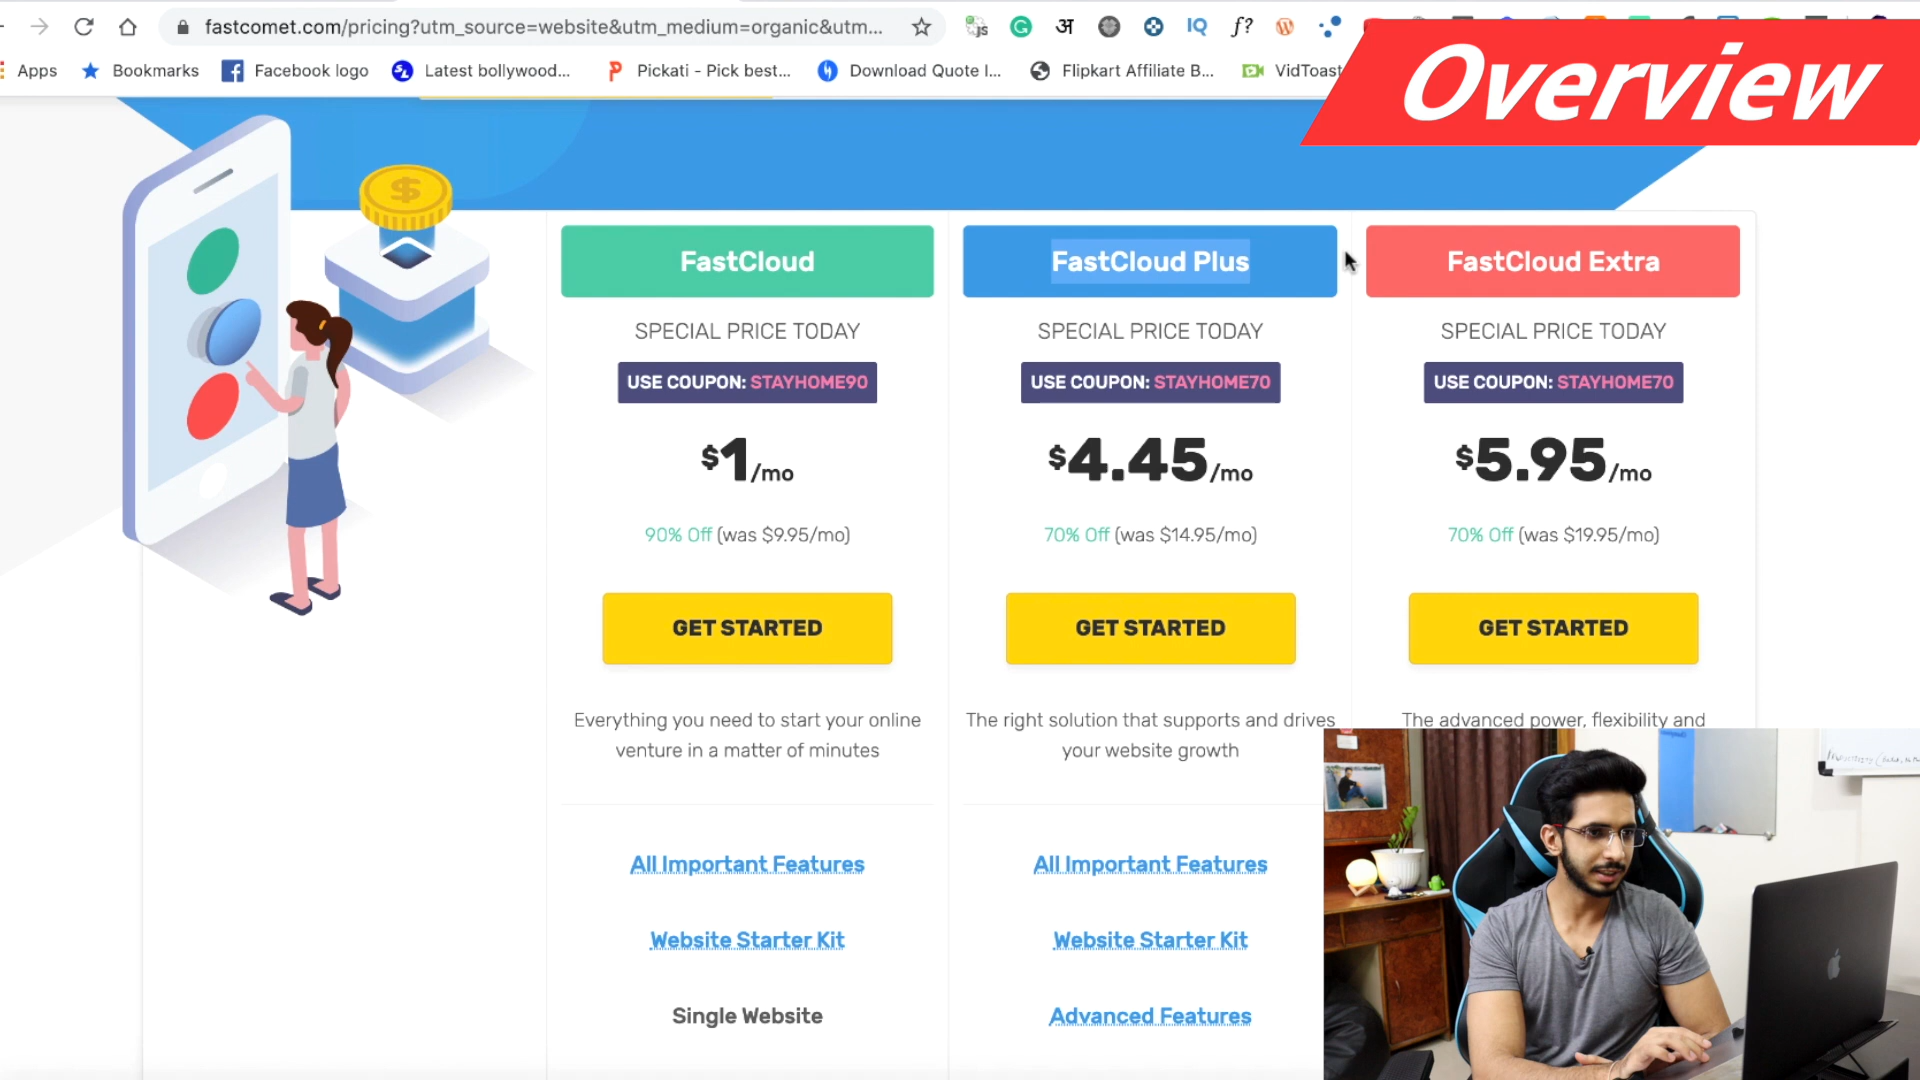 fastcomet.com/pricing?utm_source=website&utm_medium=organic&utm...
Apps
Bookmarks
Facebook logo
Latest bollywood...
Pickati - Pick best...
Download Quote I...
Flipkart Affiliate B...
VidToast
Overview
FastCloud
SPECIAL PRICE TODAY
USE COUPON: STAYHOME90
$1/mo
90% Off (was $9.95/mo)
GET STARTED
Everything you need to start your online
venture in a matter of minutes
All Important Features
Website Starter Kit
Single Website
FastCloud Plus
SPECIAL PRICE TODAY
USE COUPON: STAYHOME70
$4.45/mo
70% Off (was $14.95/mo)
GET STARTED
The right solution that supports and drives
your website growth
All Important Features
Website Starter Kit
Advanced Features
FastCloud Extra
SPECIAL PRICE TODAY
USE COUPON: STAYHOME70
$5.95/mo
70% Off (was $19.95/mo)
GET STARTED
The advanced power, flexibility and